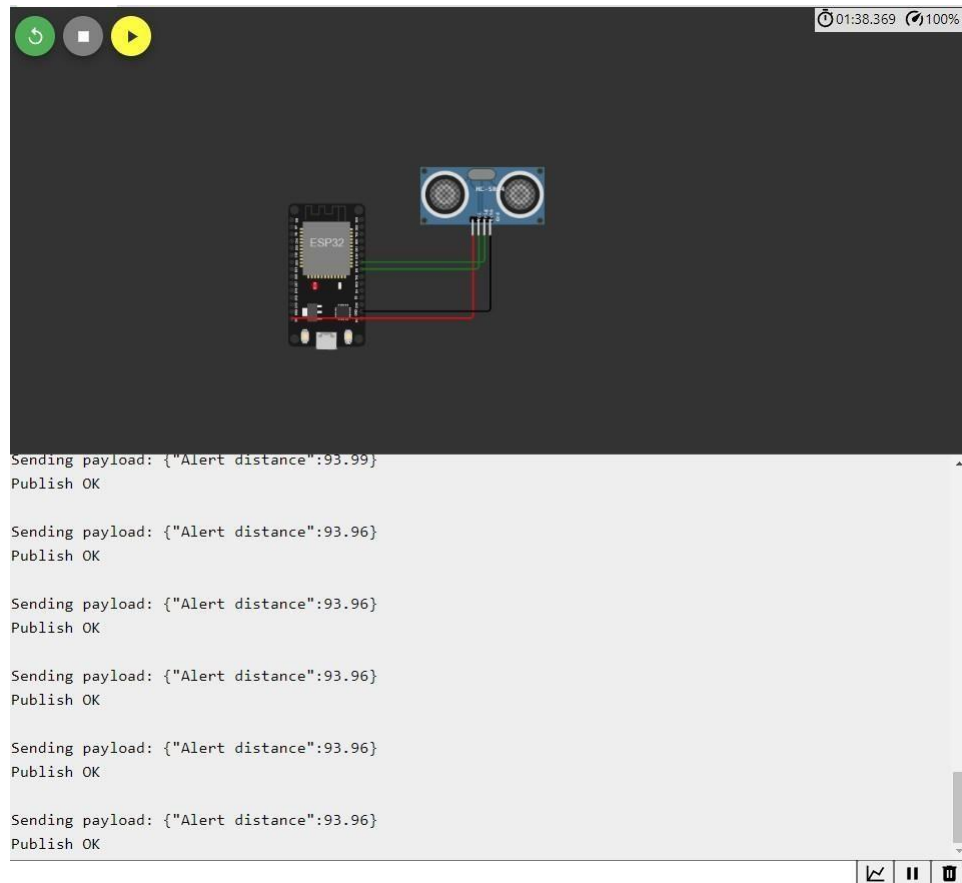 01:38.369 100%
ESP32
Sending payload: {"Alert distance":93.99}
Publish OK
Sending payload: {"Alert distance":93.96}
Publish OK
Sending payload: {"Alert distance":93.96}
Publish OK
Sending payload: {"Alert distance":93.96}
Publish OK
Sending payload: {"Alert distance":93.96}
Publish OK
Sending payload: {"Alert distance":93.96}
Publish OK